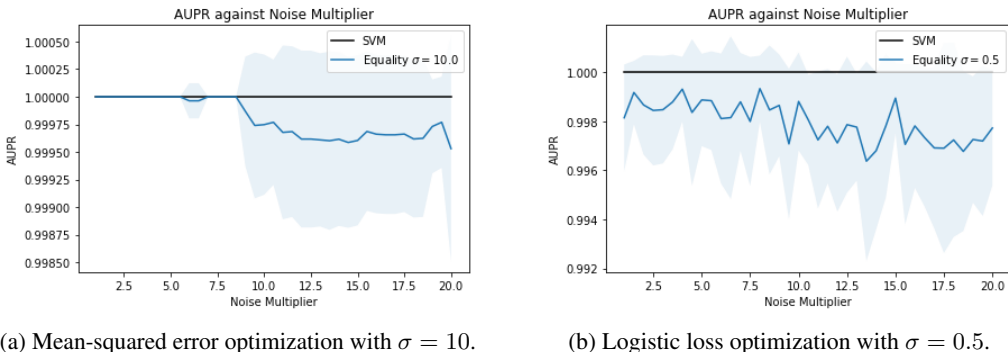 AUPR against Noise Multiplier
SVM
Equality σ = 10.0
1.00050
1.00025
1.00000
0.99975
0.99950
0.99925
0.99900
0.99875
0.99850
AUPR
2.5 5.0 7.5 10.0 12.5 15.0 17.5 20.0
Noise Multiplier
(a) Mean-squared error optimization with σ = 10.
AUPR against Noise Multiplier
SVM
Equality σ = 0.5
1.000
0.998
0.996
0.994
0.992
AUPR
2.5 5.0 7.5 10.0 12.5 15.0 17.5 20.0
Noise Multiplier
(b) Logistic loss optimization with σ = 0.5.